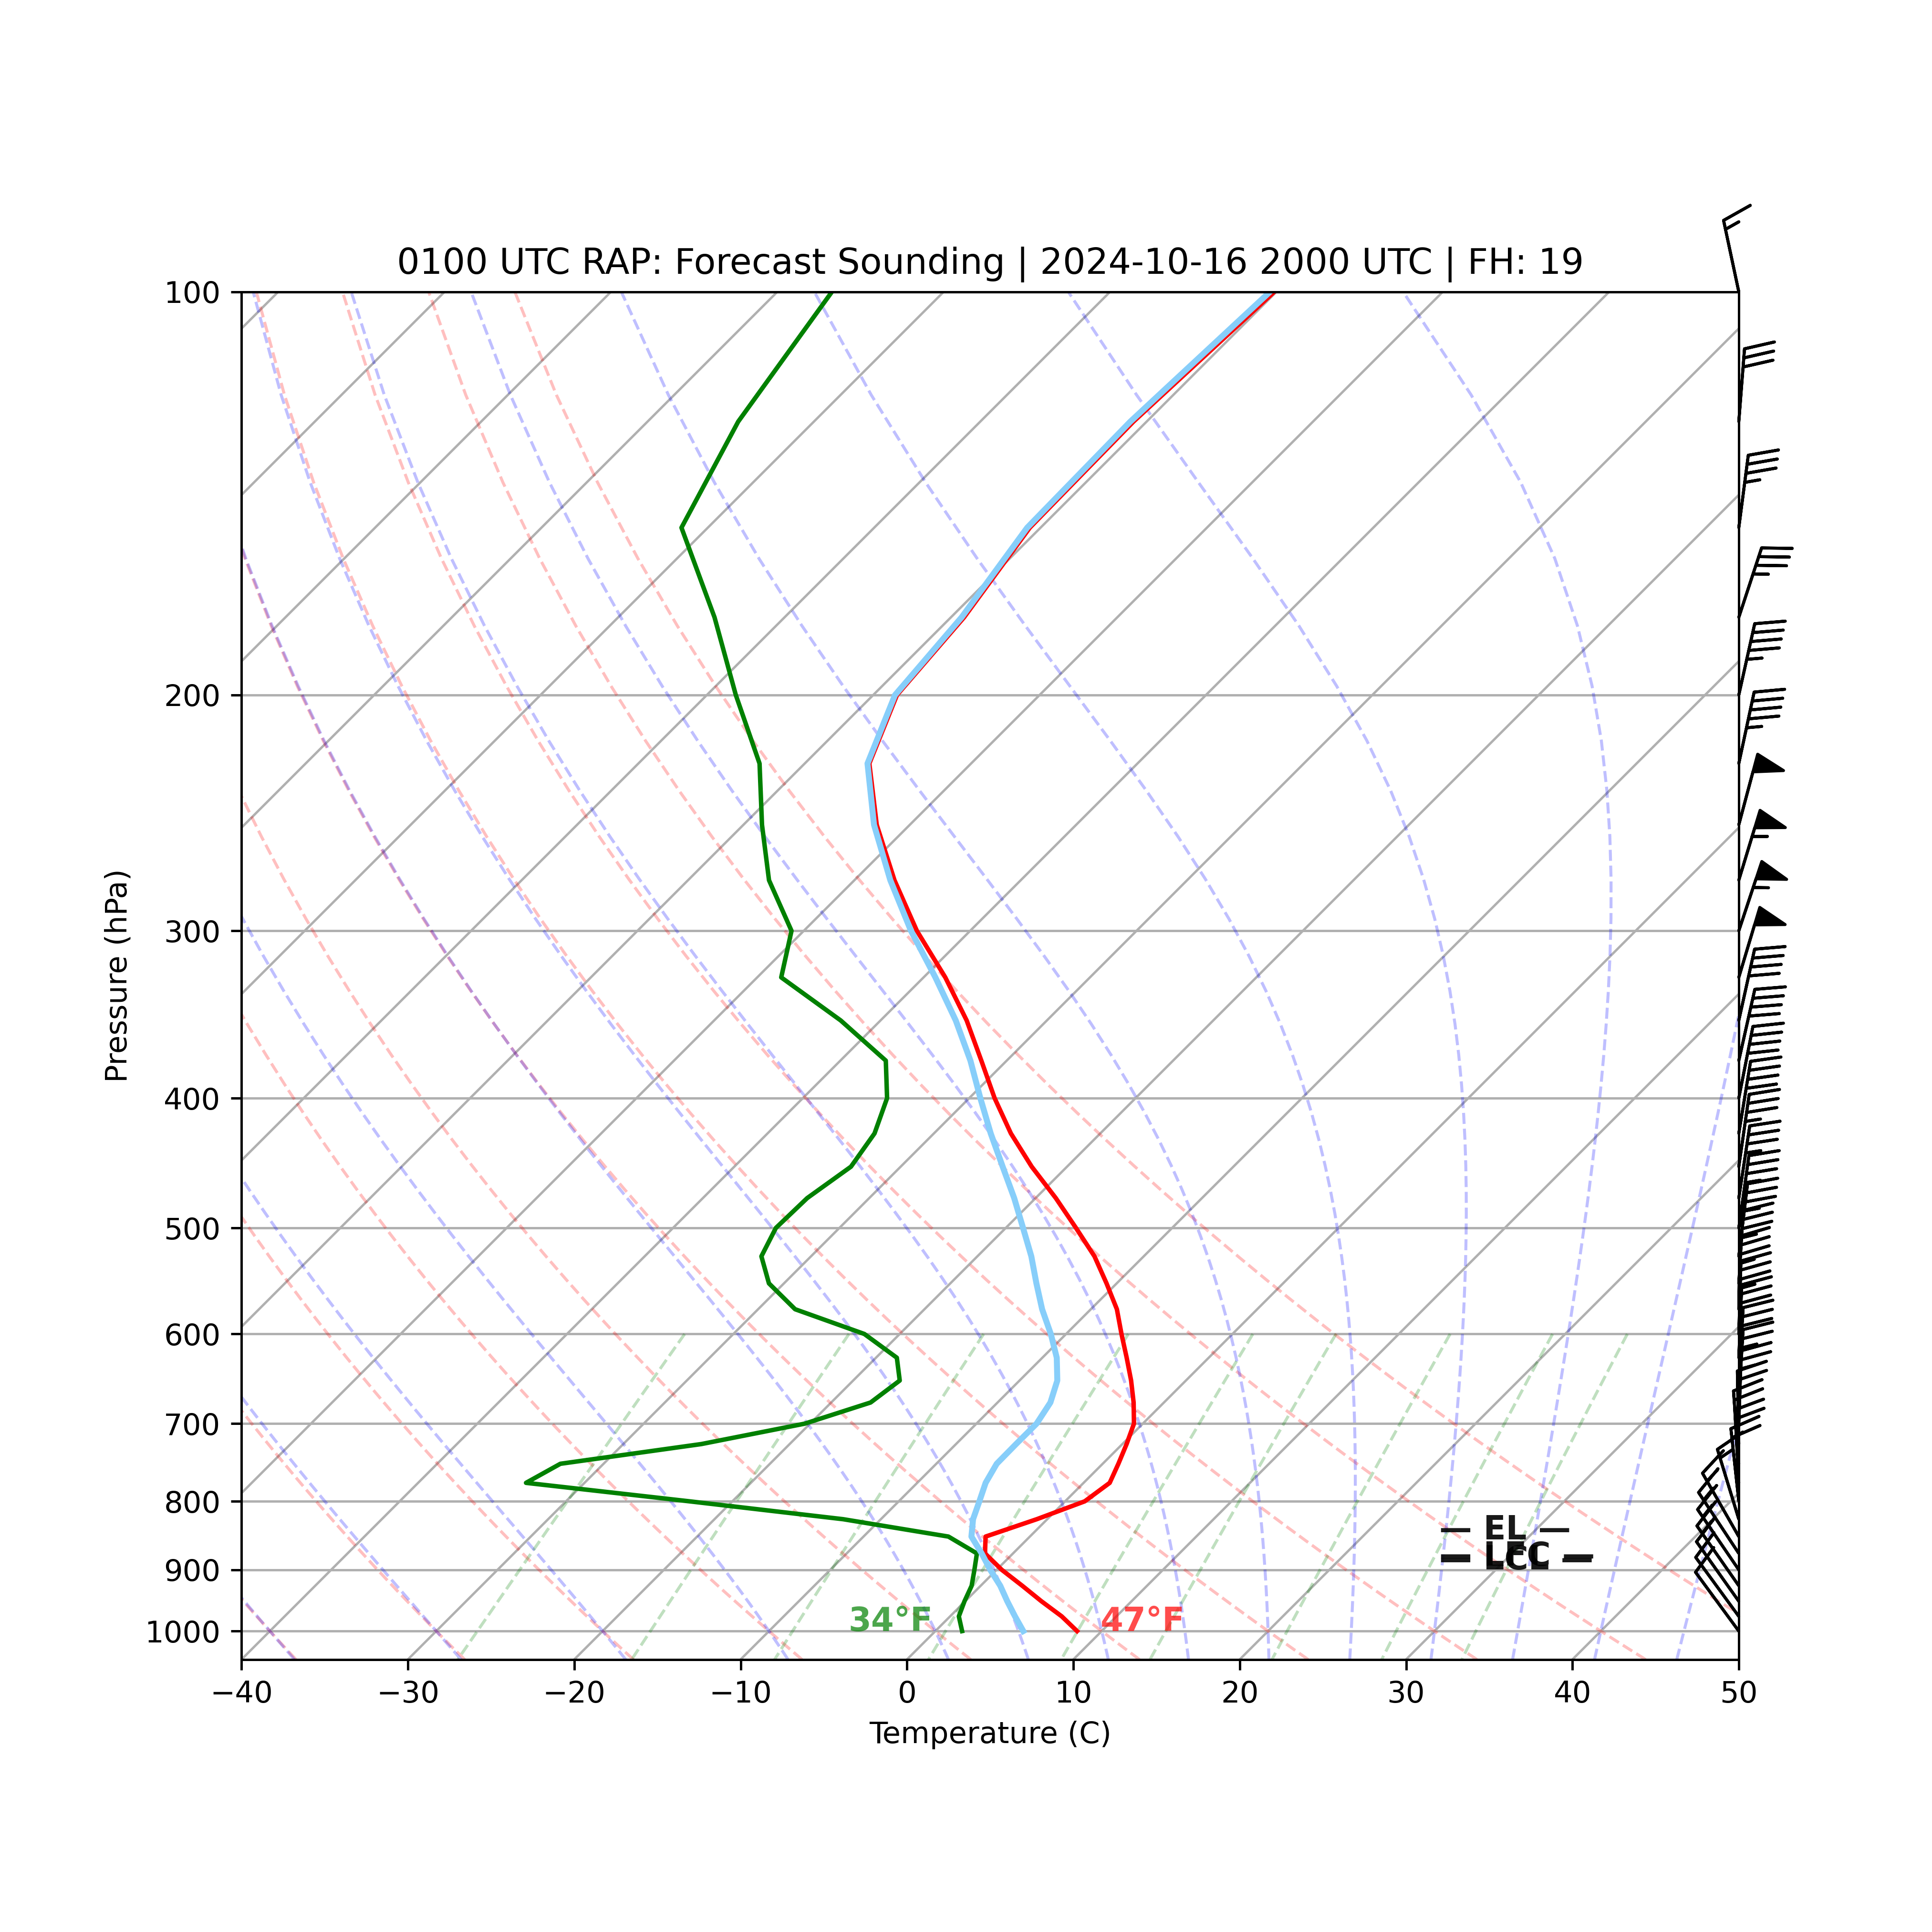 0100 UTC RAP: Forecast Sounding | 2024-10-16 2000 UTC | FH: 19
100
200
300
400
500
600
700
800
900
1000
Pressure (hPa)
— EL —
— LCC —
34°F
47°F
−40 −30 −20 −10 0 10 20 30 40 50
Temperature (C)